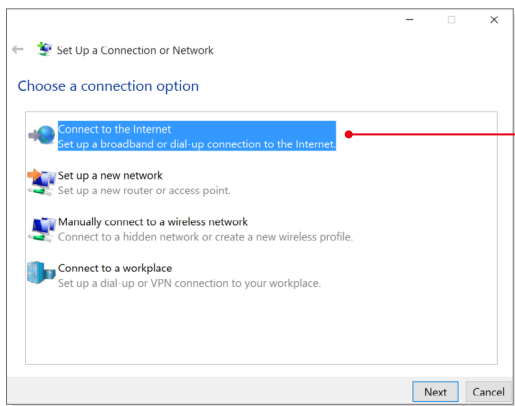 Set Up a Connection or Network
Choose a connection option
Connect to the Internet
Set up a broadband or dial-up connection to the Internet.
Set up a new network
Set up a new router or access point.
Manually connect to a wireless network
Connect to a hidden network or create a new wireless profile.
Connect to a workplace
Set up a dial-up or VPN connection to your workplace.
Next Cancel